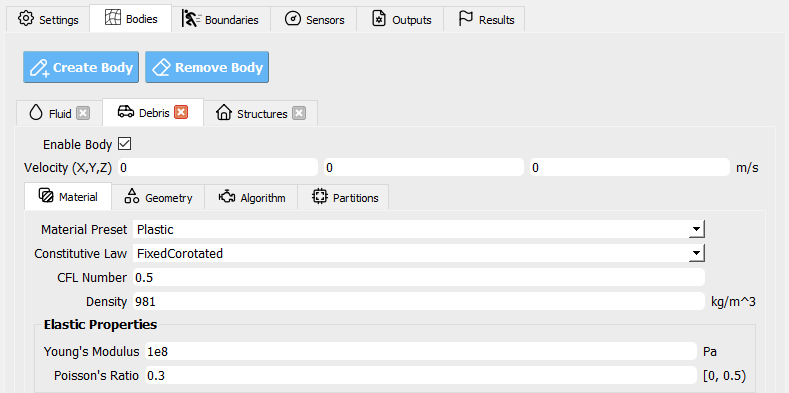 Settings Bodies Boundaries Sensors Outputs Results
Create Body Remove Body
Fluid Debris Structures
Enable Body
Velocity (X,Y,Z) 0 0 0 m/s
Material Geometry Algorithm Partitions
Material Preset Plastic
Constitutive Law FixedCorotated
CFL Number 0.5
Density 981 kg/m^3
Elastic Properties
Young's Modulus 1e8 Pa
Poisson's Ratio 0.3 [0, 0.5)